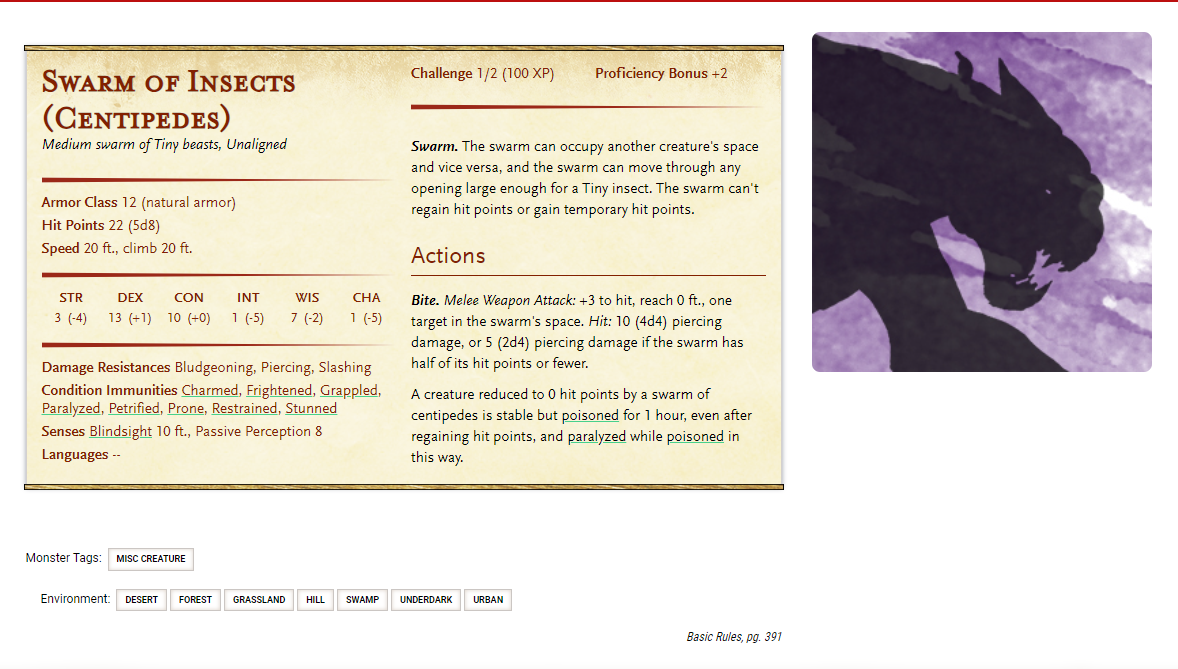 Swarm of Insects
(Centipedes)
Medium swarm of Tiny beasts, Unaligned
Armor Class 12 (natural armor)
Hit Points 22 (5d8)
Speed 20 ft., climb 20 ft.
STR DEX CON INT WIS CHA
3 (-4) 13 (+1) 10 (+0) 1 (-5) 7 (-2) 1 (-5)
Damage Resistances Bludgeoning, Piercing, Slashing
Condition Immunities Charmed, Frightened, Grappled,
Paralyzed, Petrified, Prone, Restrained, Stunned
Senses Blindsight 10 ft., Passive Perception 8
Languages --
Challenge 1/2 (100 XP) Proficiency Bonus +2
Swarm. The swarm can occupy another creature's space
and vice versa, and the swarm can move through any
opening large enough for a Tiny insect. The swarm can't
regain hit points or gain temporary hit points.
Actions
Bite. Melee Weapon Attack: +3 to hit, reach 0 ft., one
target in the swarm's space. Hit: 10 (4d4) piercing
damage, or 5 (2d4) piercing damage if the swarm has
half of its hit points or fewer.
A creature reduced to 0 hit points by a swarm of
centipedes is stable but poisoned for 1 hour, even after
regaining hit points, and paralyzed while poisoned in
this way.
Monster Tags: MISC CREATURE
Environment: DESERT FOREST GRASSLAND HILL SWAMP UNDERDARK URBAN
Basic Rules, pg. 391